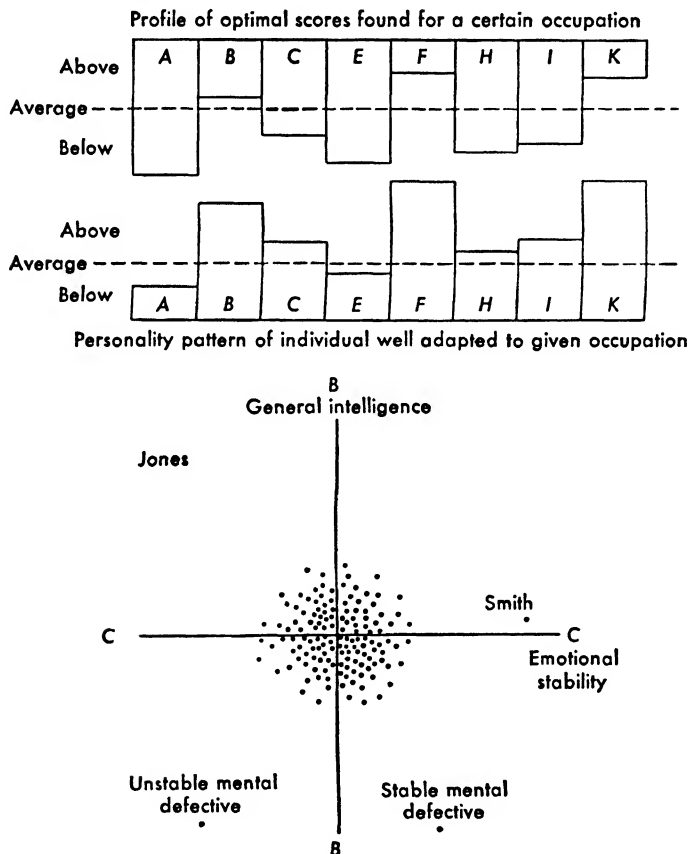 Profile of optimal scores found for a certain occupation
Above A B C E F H I K
Average
Below
Above
Average
Below A B C E F H I K
Personality pattern of individual well adapted to given occupation
B
General intelligence
Jones
Smith
C C
Emotional
stability
Unstable mental
defective
Stable mental
defective
B